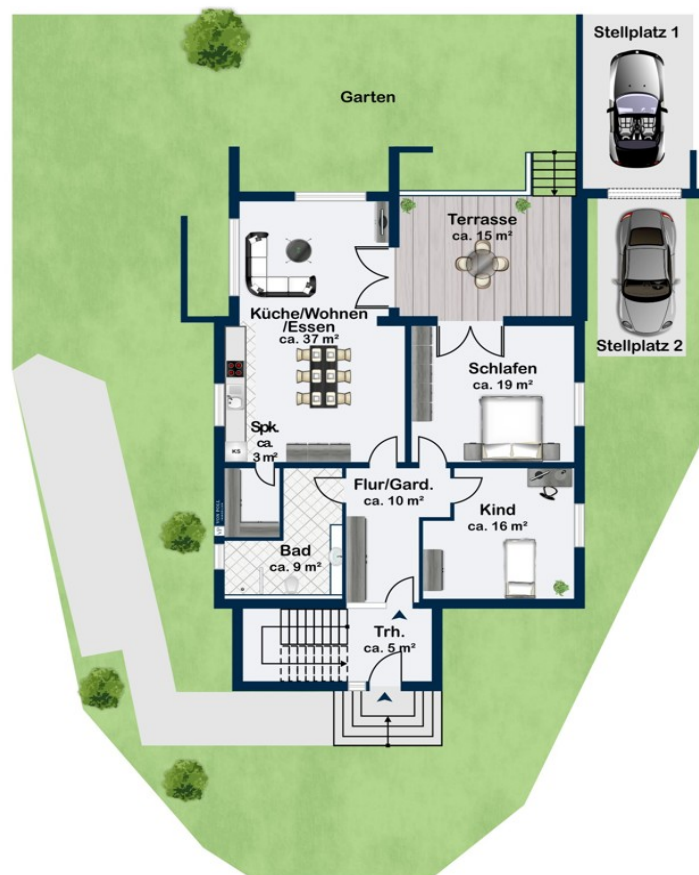 Stellplatz 1
Garten
Terrasse
ca. 15 m²
Küche/Wohnen
/Essen
ca. 37 m²
Stellplatz 2
Schlafen
ca. 19 m²
Spk.
ca.
3 m²
KS
Flur/Gard.
ca. 10 m²
Kind
ca. 16 m²
Bad
ca. 9 m²
Trh.
ca. 5 m²